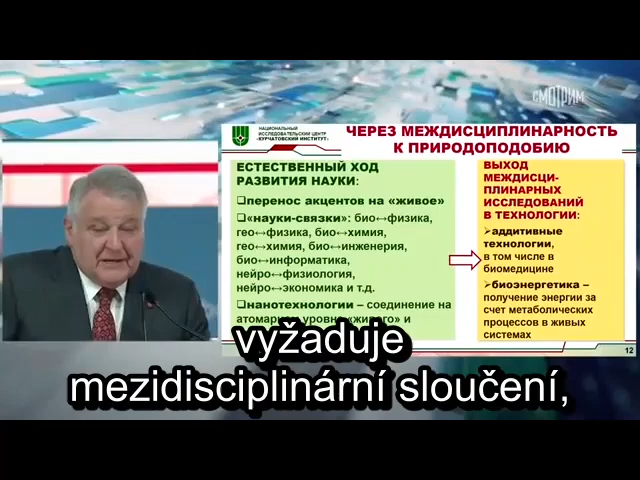 СМОТРИМ
НАЦИОНАЛЬНЫЙ
ИССЛЕДОВАТЕЛЬСКИЙ ЦЕНТР
«КУРЧАТОВСКИЙ ИНСТИТУТ»
ЧЕРЕЗ МЕЖДИСЦИПЛИНАРНОСТЬ
К ПРИРОДОПОДОБИЮ
ЕСТЕСТВЕННЫЙ ХОД
РАЗВИТИЯ НАУКИ:
❑перенос акцентов на «живое»
❑«науки-связки»: био↔физика,
гео↔физика, био↔химия,
гео↔химия, био↔инженерия,
био↔информатика,
нейро↔физиология,
нейро↔экономика и т.д.
❑нанотехнологии – соединение на
атомарном уровне «живого» и
ВЫХОД
МЕЖДИСЦИ-
ПЛИНАРНЫХ
ИССЛЕДОВАНИЙ
В ТЕХНОЛОГИИ:
➢аддитивные
технологии,
в том числе в
биомедицине
➢биоэнергетика –
получение энергии за
счет метаболических
процессов в живых
системах
12
vyžaduje
mezidisciplinární sloučení,